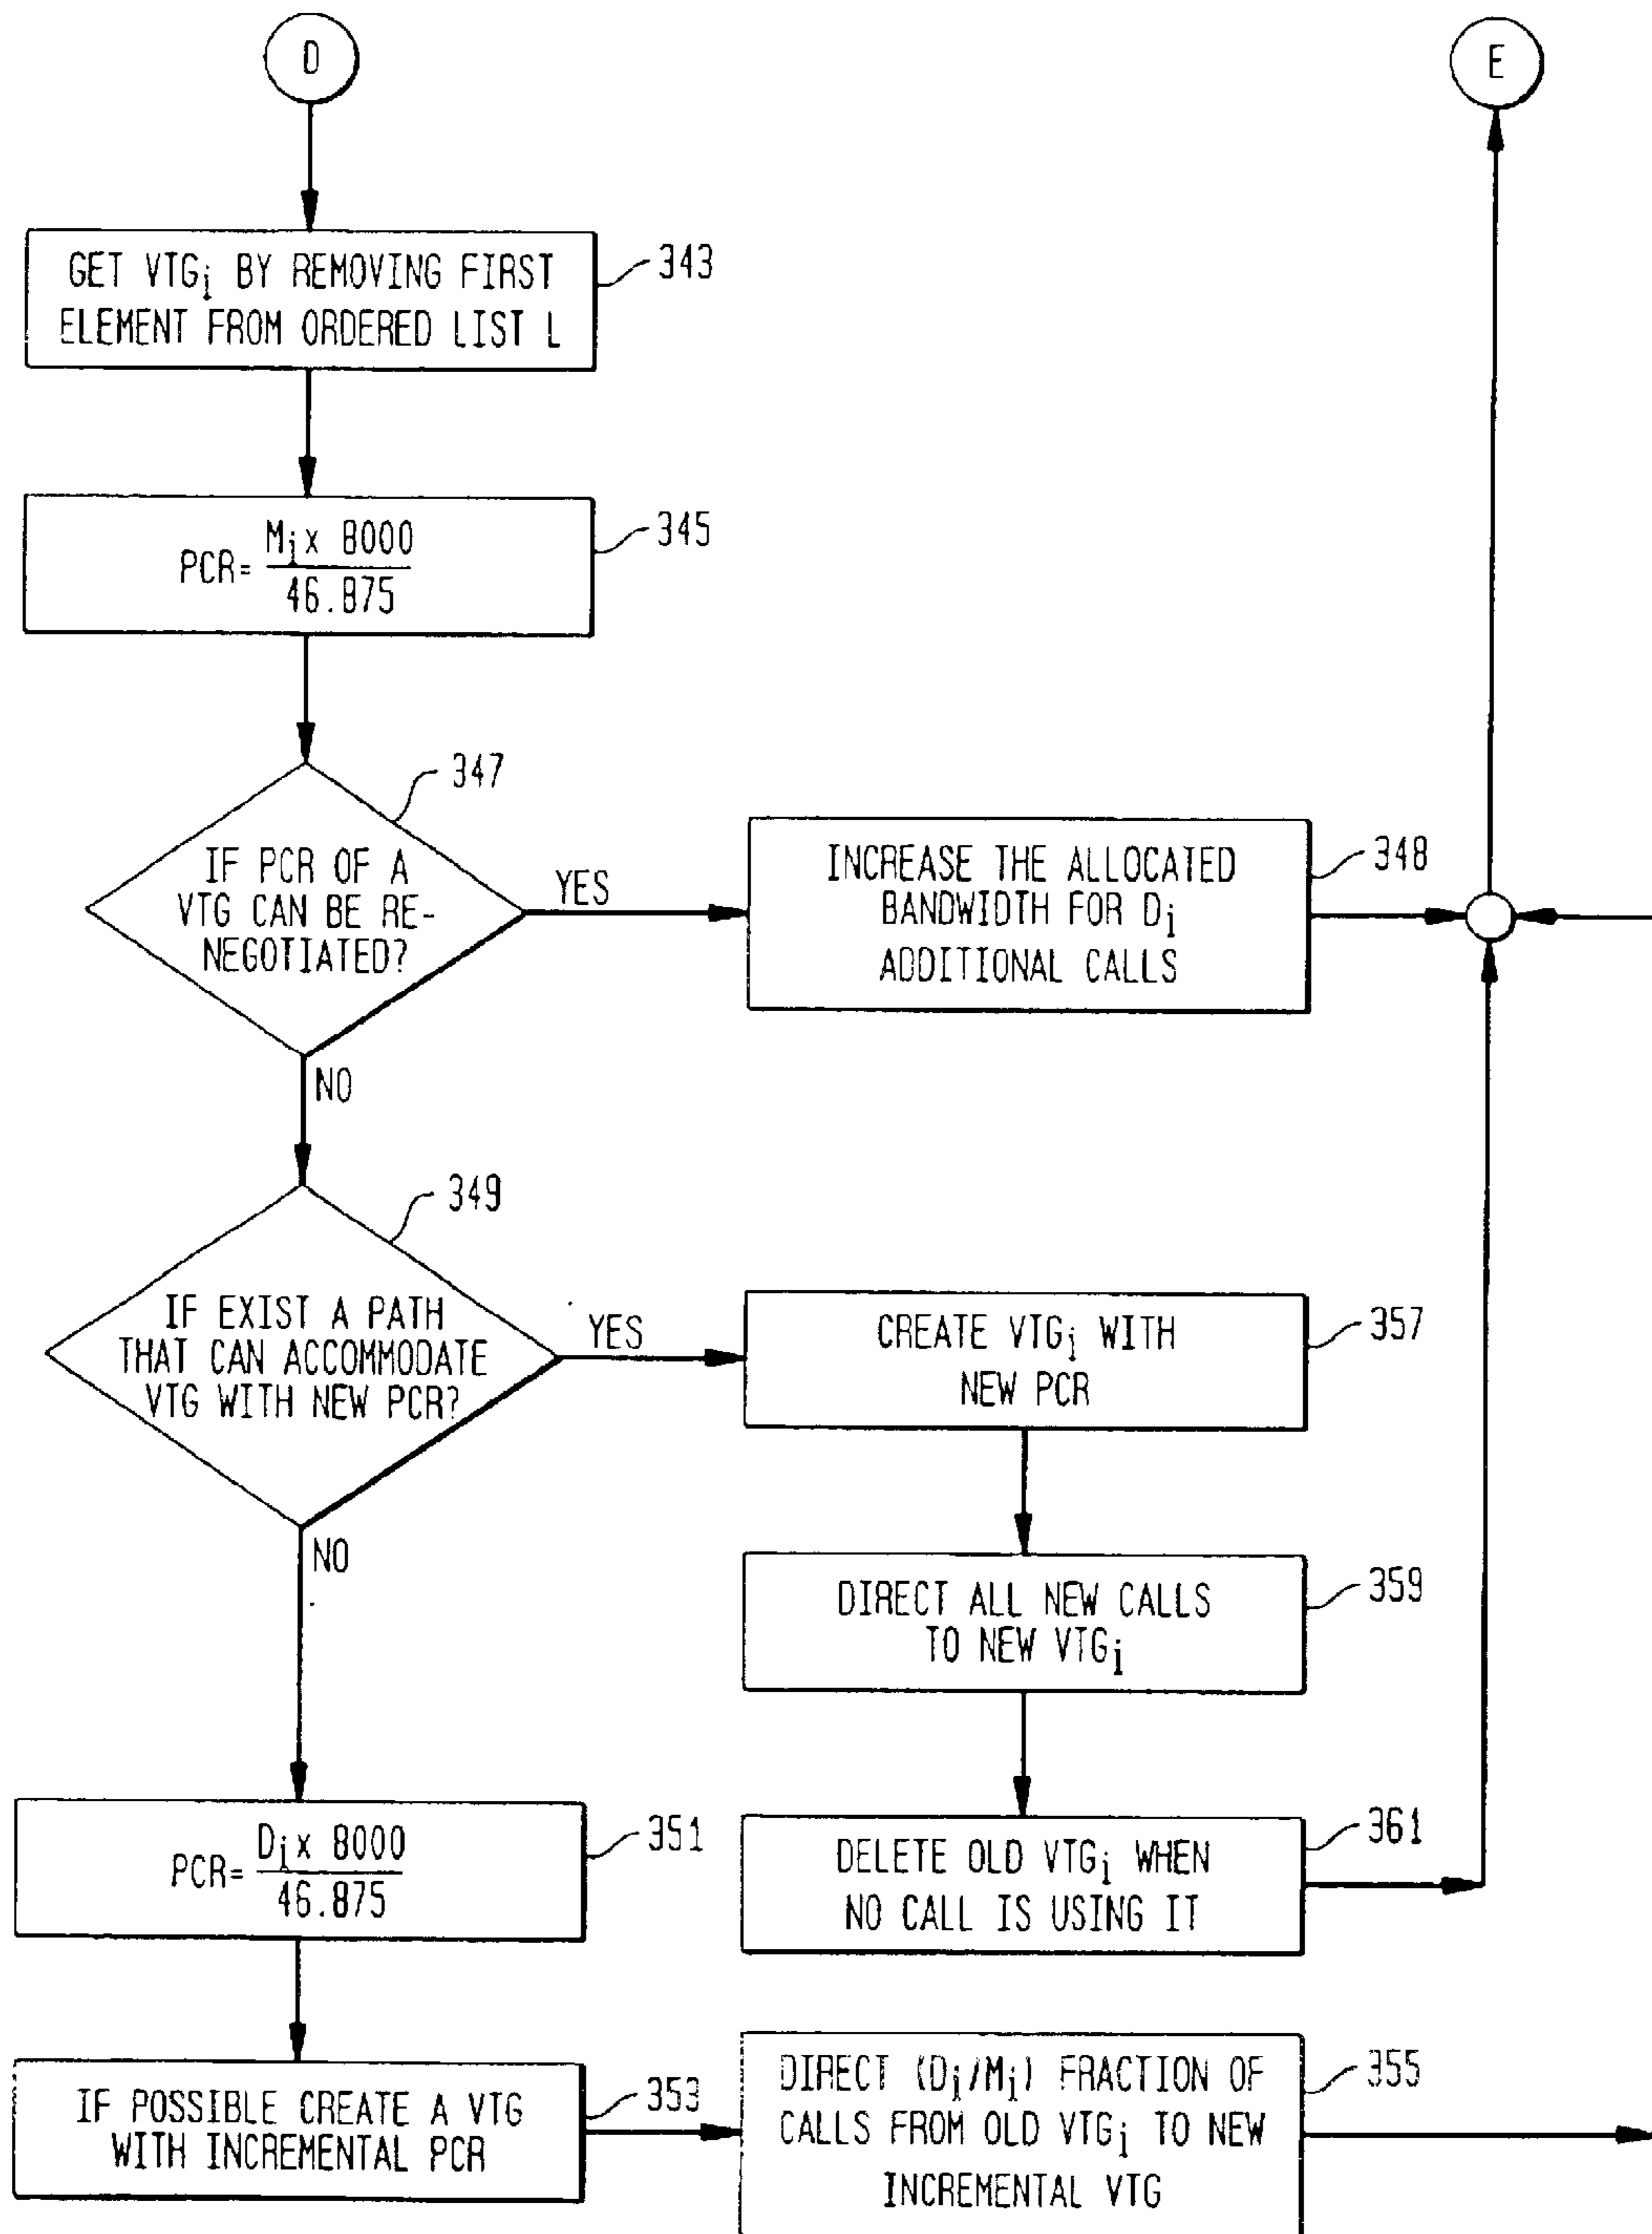 D
E
GET VTGi BY REMOVING FIRST
ELEMENT FROM ORDERED LIST L
343
PCR= Mi x 8000
46.875
345
347
IF PCR OF A
VTG CAN BE RE-
NEGOTIATED?
YES
NO
INCREASE THE ALLOCATED
BANDWIDTH FOR Di
ADDITIONAL CALLS
348
349
IF EXIST A PATH
THAT CAN ACCOMMODATE
VTG WITH NEW PCR?
YES
NO
CREATE VTGi WITH
NEW PCR
357
DIRECT ALL NEW CALLS
TO NEW VTGi
359
DELETE OLD VTGi WHEN
NO CALL IS USING IT
361
PCR= Di x 8000
46.875
351
IF POSSIBLE CREATE A VTG
WITH INCREMENTAL PCR
353
DIRECT (Di/Mi) FRACTION OF
CALLS FROM OLD VTGi TO NEW
INCREMENTAL VTG
355